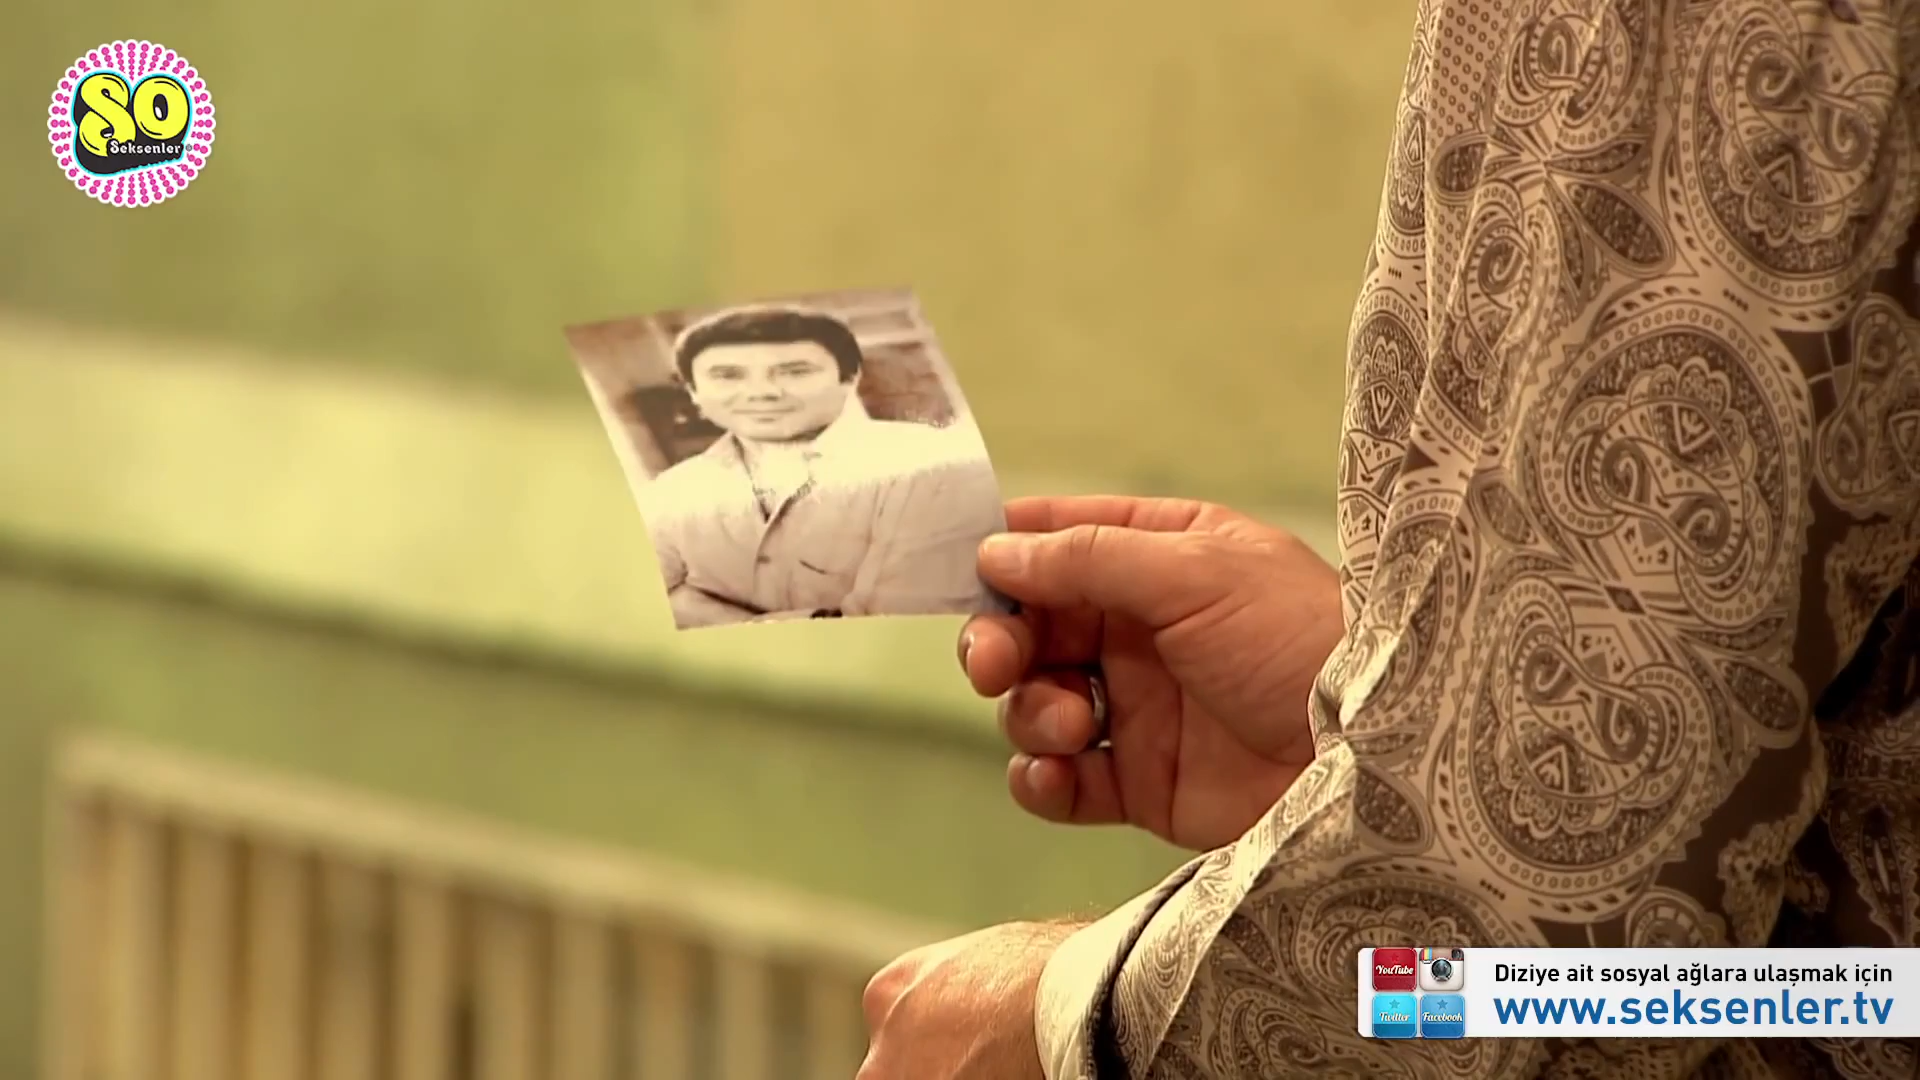 80
Seksenler
YouTube
Twitter
Facebook
Diziye ait sosyal ağlara ulaşmak için
www.seksenler.tv